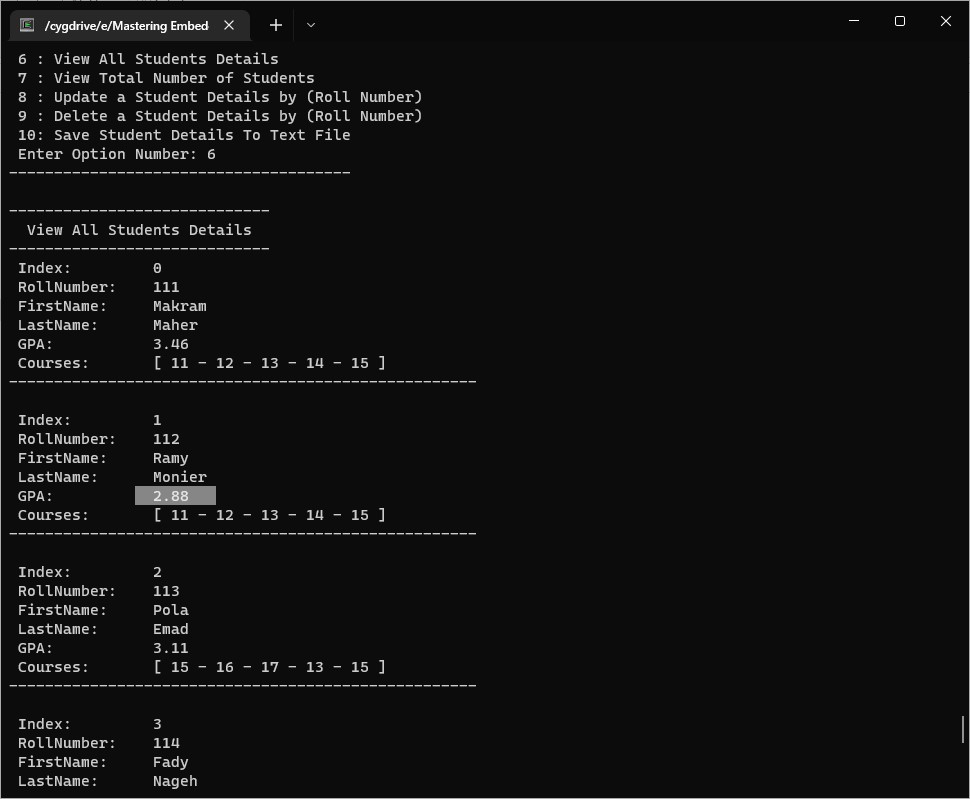 /cygdrive/e/Mastering Embed
6 : View All Students Details
7 : View Total Number of Students
8 : Update a Student Details by (Roll Number)
9 : Delete a Student Details by (Roll Number)
10: Save Student Details To Text File
Enter Option Number: 6
--------------------------------------
-----------------------------
View All Students Details
-----------------------------
Index: 0
RollNumber: 111
FirstName: Makram
LastName: Maher
GPA: 3.46
Courses: [ 11 - 12 - 13 - 14 - 15 ]
----------------------------------------------------
Index: 1
RollNumber: 112
FirstName: Ramy
LastName: Monier
GPA: 2.88
Courses: [ 11 - 12 - 13 - 14 - 15 ]
----------------------------------------------------
Index: 2
RollNumber: 113
FirstName: Pola
LastName: Emad
GPA: 3.11
Courses: [ 15 - 16 - 17 - 13 - 15 ]
----------------------------------------------------
Index: 3
RollNumber: 114
FirstName: Fady
LastName: Nageh